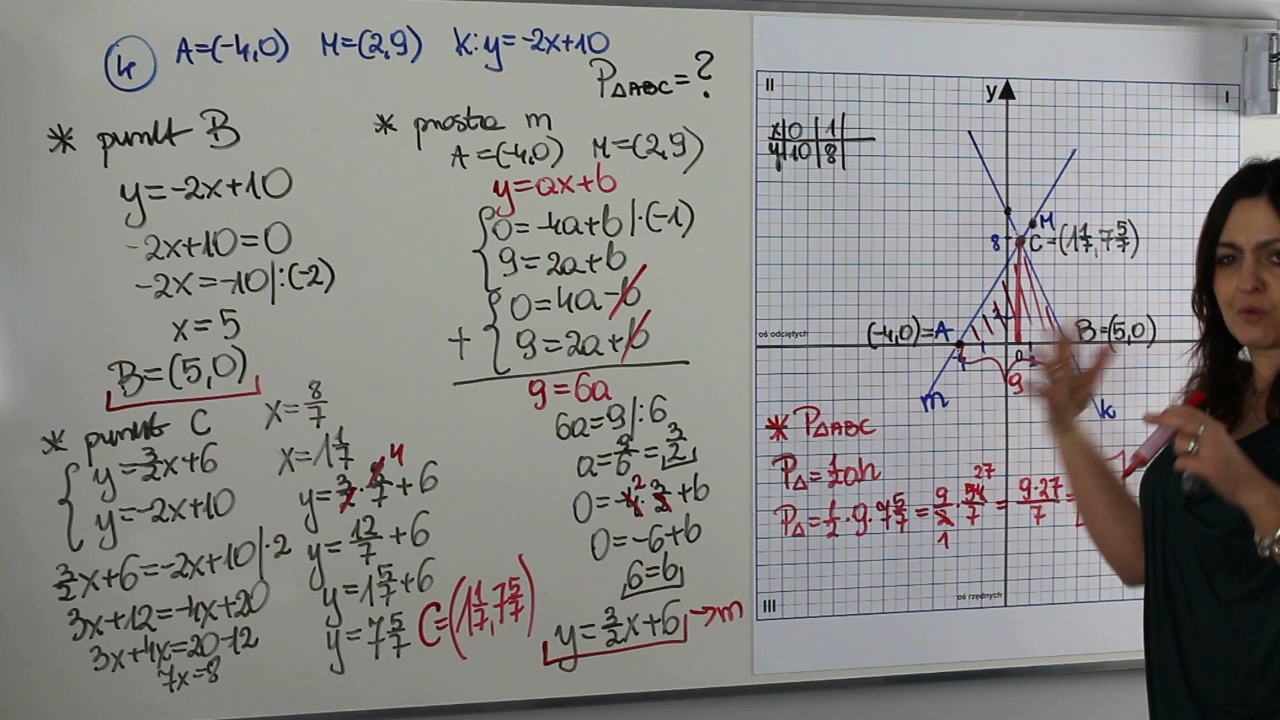 4 A=(-4,0) M=(2,9) K: y=-2x+10
P△ABC=?
* punkt B
y=-2x+10
-2x+10=0
-2x=-10|:(-2)
x=5
B=(5,0)
* punkt C
{ y=3/2x+6
y=-2x+10
3/2x+6=-2x+10|·2
3x+12=-4x+20
3x+4x=20-12
7x=8
x=8/7
x=1 1/7
y=3/2·8/7+6
4
y=12/7+6
y=1 5/7+6
y=7 5/7
C=(1 1/7, 7 5/7)
* prosta m
A=(-4,0) M=(2,9)
y=ax+b
{ 0=-4a+b|·(-1)
9=2a+b
{ 0=4a-b
+ 9=2a+b
9=6a
6a=9|:6
a=9/6=3/2
0=-4·3/2+b
2
0=-6+b
6=b
y=3/2x+6 → m
II
I
y
x|0|1|
y|10|8|
M
8
C=(1 1/7, 7 5/7)
oś odciętych
(-4,0)=A
B=(5,0)
-4
0
9
m
k
* P△ABC
P△=1/2ah
P△=1/2·9·7 5/7=9/2·54/7=9·27/7=
27
1
III
oś rzędnych